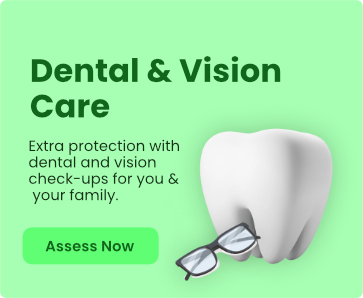 Dental & Vision
Care
Extra protection with
dental and vision
check-ups for you &
your family.
Assess Now